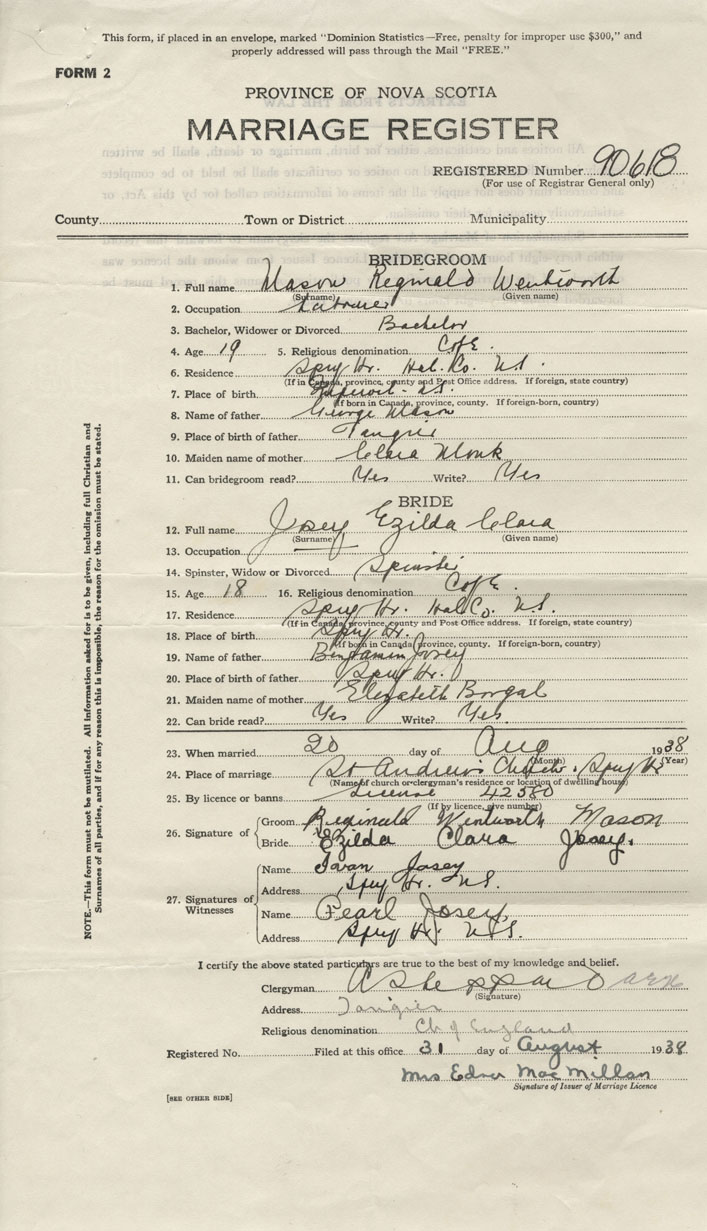 This form, if placed in an envelope, marked "Dominion Statistics—Free, penalty for improper use $300," and
properly addressed will pass through the Mail "FREE."
FORM 2
PROVINCE OF NOVA SCOTIA
MARRIAGE REGISTER
REGISTERED Number 90618
(For use of Registrar General only)
County Town or District Municipality
BRIDEGROOM
1. Full name Mason Reginald Wentworth
(Surname) (Given name)
2. Occupation Labourer
3. Bachelor, Widower or Divorced Bachelor
4. Age 19 5. Religious denomination C of E.
6. Residence Spry Hr. Hal. Co. N.S.
(If in Canada, province, county and Post Office address. If foreign, state country)
7. Place of birth N.S.
(If born in Canada, province, county. If foreign-born, country)
8. Name of father George Mason
9. Place of birth of father Tangier
10. Maiden name of mother Clara Monk
11. Can bridegroom read? Yes Write? Yes
BRIDE
12. Full name Josey Ezilda Clara
(Surname) (Given name)
13. Occupation
14. Spinster, Widow or Divorced Spinster
15. Age 18 16. Religious denomination C of E.
17. Residence Spry Hr. Hal Co. N.S.
(If in Canada, province, county and Post Office address. If foreign, state country)
18. Place of birth Spry Hr.
(If born in Canada, province, county. If foreign-born, country)
19. Name of father Benjamin Josey
20. Place of birth of father Spry Hr.
21. Maiden name of mother Elizabeth Borgal
22. Can bride read? Yes Write? Yes.
23. When married 20 day of Aug 1938
(Month) (Year)
24. Place of marriage St Andrew's Spry Hr
(Name of church or clergyman's residence or location of dwelling house)
25. By licence or banns License 42580
(If by licence, give number)
26. Signature of Groom Reginald Wentworth Mason
Bride Ezilda Clara Josey.
27. Signatures of Witnesses Name Ivan Josey
Address Spry Hr. N.S.
Name Pearl Josey
Address Spry Hr. N.S.
I certify the above stated particulars are true to the best of my knowledge and belief.
Clergyman A Sheppard
(Signature)
Address Tangier
Religious denomination Ch of England
Registered No. Filed at this office 31 day of August 1938
Mrs Edner Mac Millan
Signature of Issuer of Marriage Licence
[SEE OTHER SIDE]
NOTE.—This form must not be mutilated. All information asked for is to be given, including full Christian and
Surnames of all parties, and if for any reason this is impossible, the reason for the omission must be stated.